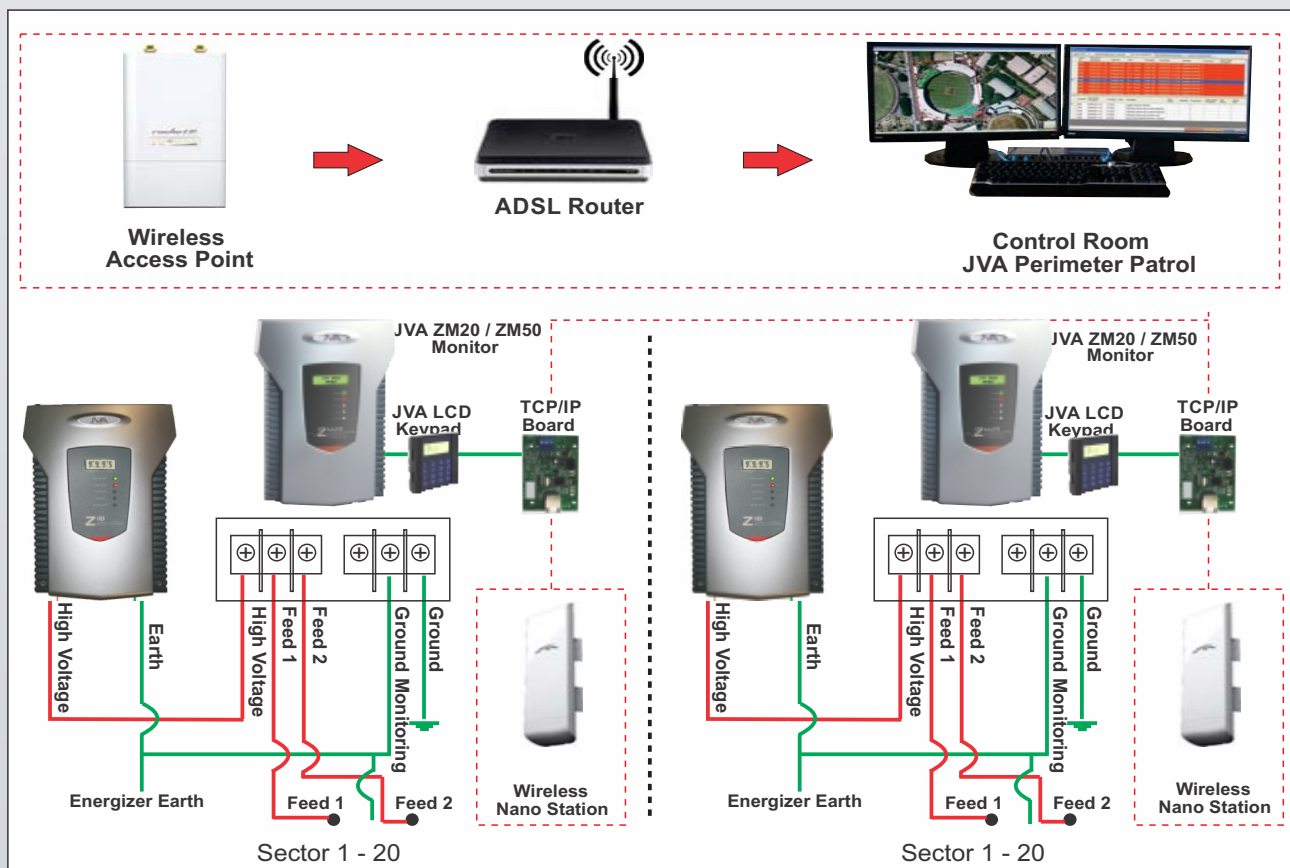 Wireless
Access Point
ADSL Router
Control Room
JVA Perimeter Patrol
JVA ZM20 / ZM50
Monitor
JVA LCD
Keypad
TCP/IP
Board
High Voltage
Earth
High Voltage
Feed 1
Feed 2
Ground Monitoring
Ground
Energizer Earth
Feed 1
Feed 2
Wireless
Nano Station
Sector 1 - 20
JVA ZM20 / ZM50
Monitor
JVA LCD
Keypad
TCP/IP
Board
High Voltage
Earth
High Voltage
Feed 1
Feed 2
Ground Monitoring
Ground
Energizer Earth
Feed 1
Feed 2
Wireless
Nano Station
Sector 1 - 20